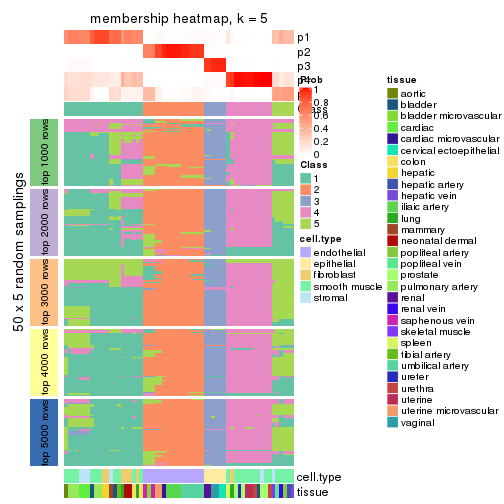 membership heatmap, k = 5
p1
p2
p3
p4
Prob
1
0.8
0.6
0.4
0.2
0
Class
Class
1
2
3
4
5
cell.type
endothelial
epithelial
fibroblast
smooth muscle
stromal
50 x 5 random samplings
top 1000 rows
top 2000 rows
top 3000 rows
top 4000 rows
top 5000 rows
cell.type
tissue
tissue
aortic
bladder
bladder microvascular
cardiac
cardiac microvascular
cervical ectoepithelial
colon
hepatic
hepatic artery
hepatic vein
iliaic artery
lung
mammary
neonatal dermal
popliteal artery
popliteal vein
prostate
pulmonary artery
renal
renal vein
saphenous vein
skeletal muscle
spleen
tibial artery
umbilical artery
ureter
urethra
uterine
uterine microvascular
vaginal